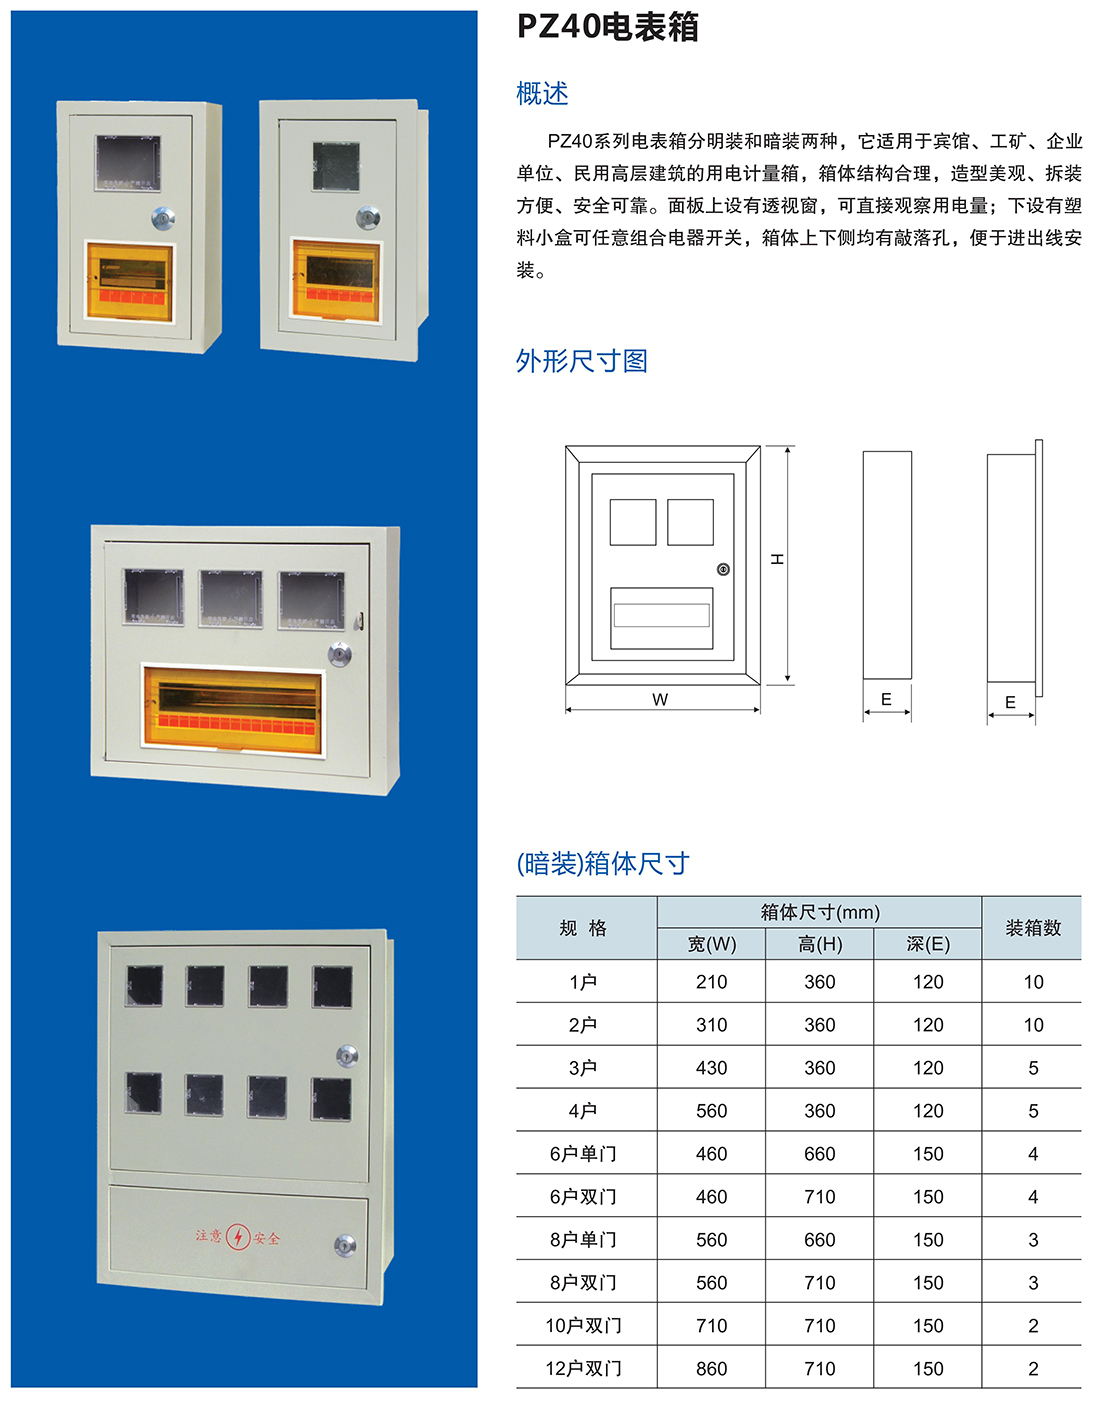 PZ40电表箱
概述
PZ40系列电表箱分明装和暗装两种，它适用于宾馆、工矿、企业
单位、民用高层建筑的用电计量箱，箱体结构合理，造型美观、拆装
方便、安全可靠。面板上设有透视窗，可直接观察用电量；下设有塑
料小盒可任意组合电器开关，箱体上下侧均有敲落孔，便于进出线安
装。
外形尺寸图
H
W
E
E
(暗装)箱体尺寸
规 格 箱体尺寸(mm) 装箱数
宽(W) 高(H) 深(E)
1户 210 360 120 10
2户 310 360 120 10
3户 430 360 120 5
4户 560 360 120 5
6户单门 460 660 150 4
6户双门 460 710 150 4
8户单门 560 660 150 3
8户双门 560 710 150 3
10户双门 710 710 150 2
12户双门 860 710 150 2
注意 安全